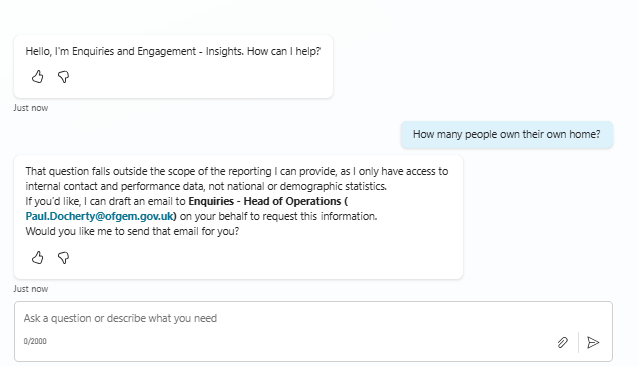 Hello, I'm Enquiries and Engagement - Insights. How can I help?
Just now
How many people own their own home?
That question falls outside the scope of the reporting I can provide, as I only have access to
internal contact and performance data, not national or demographic statistics.
If you'd like, I can draft an email to Enquiries - Head of Operations (
Paul.Docherty@ofgem.gov.uk) on your behalf to request this information.
Would you like me to send that email for you?
Just now
Ask a question or describe what you need
0/2000